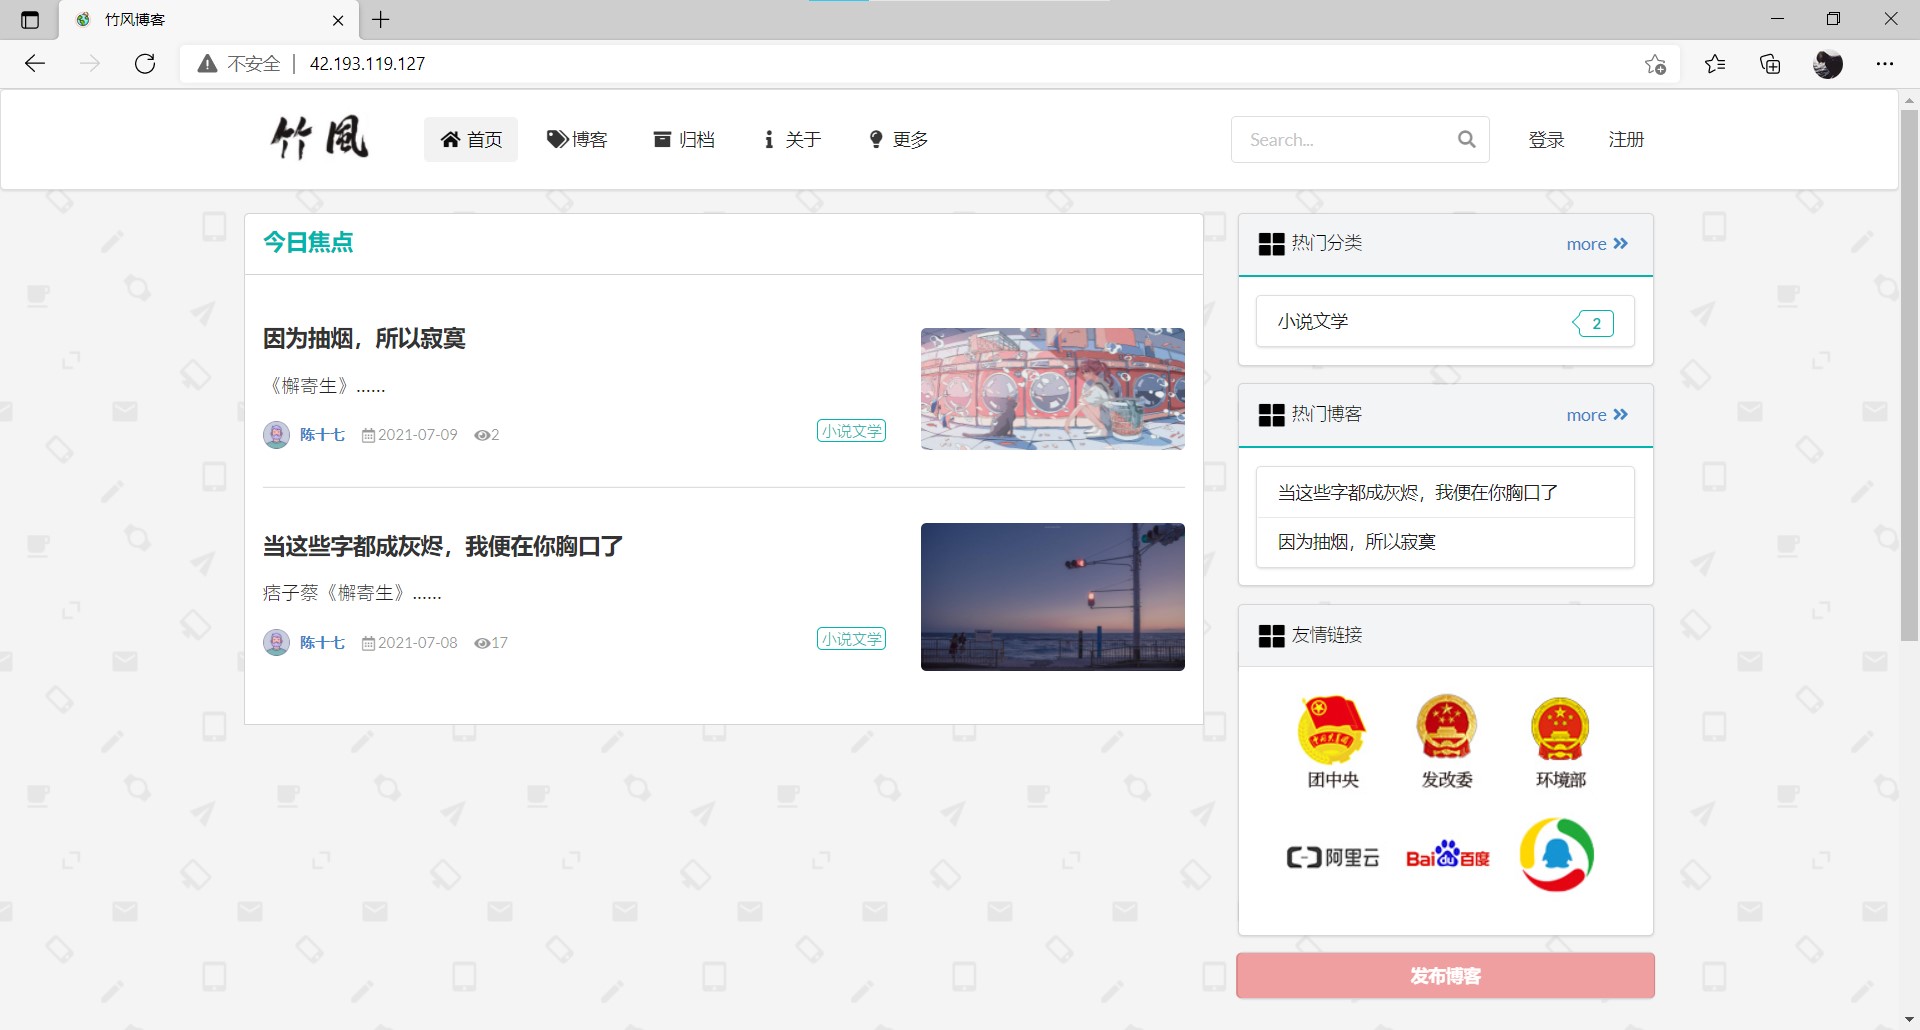 竹风博客
不安全
42.193.119.127
竹風
首页
博客
归档
关于
更多
Search...
登录
注册
今日焦点
因为抽烟，所以寂寞
《檞寄生》......
陈十七 2021-07-09 2
小说文学
当这些字都成灰烬，我便在你胸口了
痞子蔡《檞寄生》......
陈十七 2021-07-08 17
小说文学
热门分类
more
小说文学
2
热门博客
more
当这些字都成灰烬，我便在你胸口了
因为抽烟，所以寂寞
友情链接
团中央
发改委
环境部
阿里云
Bai du 百度
发布博客